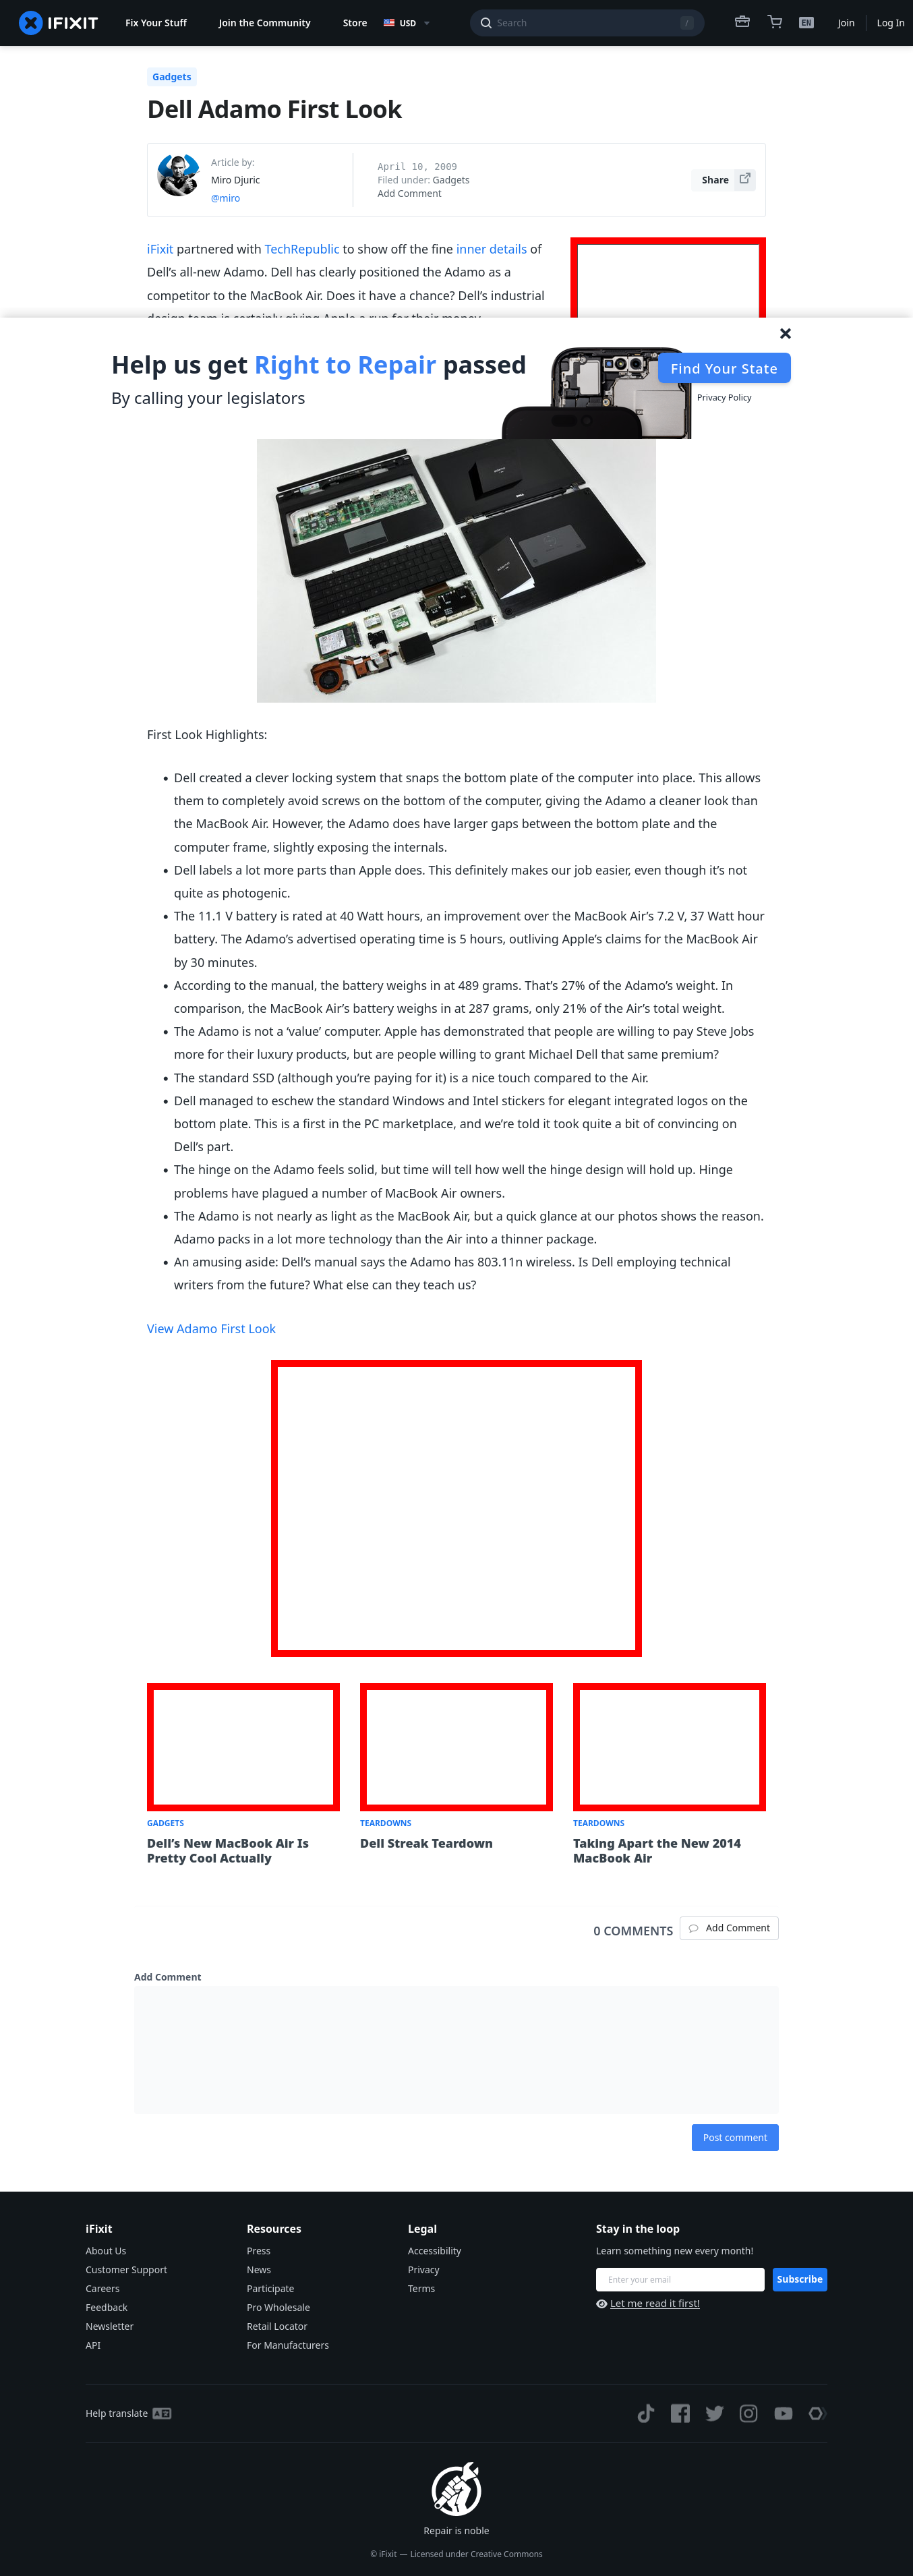 IFIXIT
Fix Your Stuff
Join the Community
Store
USD
Search
/
EN
Join
Log In
Gadgets
Dell Adamo First Look
Article by:
Miro Djuric
@miro
April 10, 2009
Filed under: Gadgets
Add Comment
Share
iFixit partnered with TechRepublic to show off the fine inner details of
Dell’s all-new Adamo. Dell has clearly positioned the Adamo as a
competitor to the MacBook Air. Does it have a chance? Dell’s industrial
design team is certainly giving Apple a run for their money.
Help us get Right to Repair passed
By calling your legislators
Find Your State
Privacy Policy
First Look Highlights:
Dell created a clever locking system that snaps the bottom plate of the computer into place. This allows
them to completely avoid screws on the bottom of the computer, giving the Adamo a cleaner look than
the MacBook Air. However, the Adamo does have larger gaps between the bottom plate and the
computer frame, slightly exposing the internals.
Dell labels a lot more parts than Apple does. This definitely makes our job easier, even though it’s not
quite as photogenic.
The 11.1 V battery is rated at 40 Watt hours, an improvement over the MacBook Air’s 7.2 V, 37 Watt hour
battery. The Adamo’s advertised operating time is 5 hours, outliving Apple’s claims for the MacBook Air
by 30 minutes.
According to the manual, the battery weighs in at 489 grams. That’s 27% of the Adamo’s weight. In
comparison, the MacBook Air’s battery weighs in at 287 grams, only 21% of the Air’s total weight.
The Adamo is not a ‘value’ computer. Apple has demonstrated that people are willing to pay Steve Jobs
more for their luxury products, but are people willing to grant Michael Dell that same premium?
The standard SSD (although you’re paying for it) is a nice touch compared to the Air.
Dell managed to eschew the standard Windows and Intel stickers for elegant integrated logos on the
bottom plate. This is a first in the PC marketplace, and we’re told it took quite a bit of convincing on
Dell’s part.
The hinge on the Adamo feels solid, but time will tell how well the hinge design will hold up. Hinge
problems have plagued a number of MacBook Air owners.
The Adamo is not nearly as light as the MacBook Air, but a quick glance at our photos shows the reason.
Adamo packs in a lot more technology than the Air into a thinner package.
An amusing aside: Dell’s manual says the Adamo has 803.11n wireless. Is Dell employing technical
writers from the future? What else can they teach us?
View Adamo First Look
GADGETS
Dell’s New MacBook Air Is
Pretty Cool Actually
TEARDOWNS
Dell Streak Teardown
TEARDOWNS
Taking Apart the New 2014
MacBook Air
0 COMMENTS
Add Comment
Add Comment
Post comment
iFixit
About Us
Customer Support
Careers
Feedback
Newsletter
API
Resources
Press
News
Participate
Pro Wholesale
Retail Locator
For Manufacturers
Legal
Accessibility
Privacy
Terms
Stay in the loop
Learn something new every month!
Enter your email
Subscribe
Let me read it first!
Help translate
Repair is noble
© iFixit — Licensed under Creative Commons